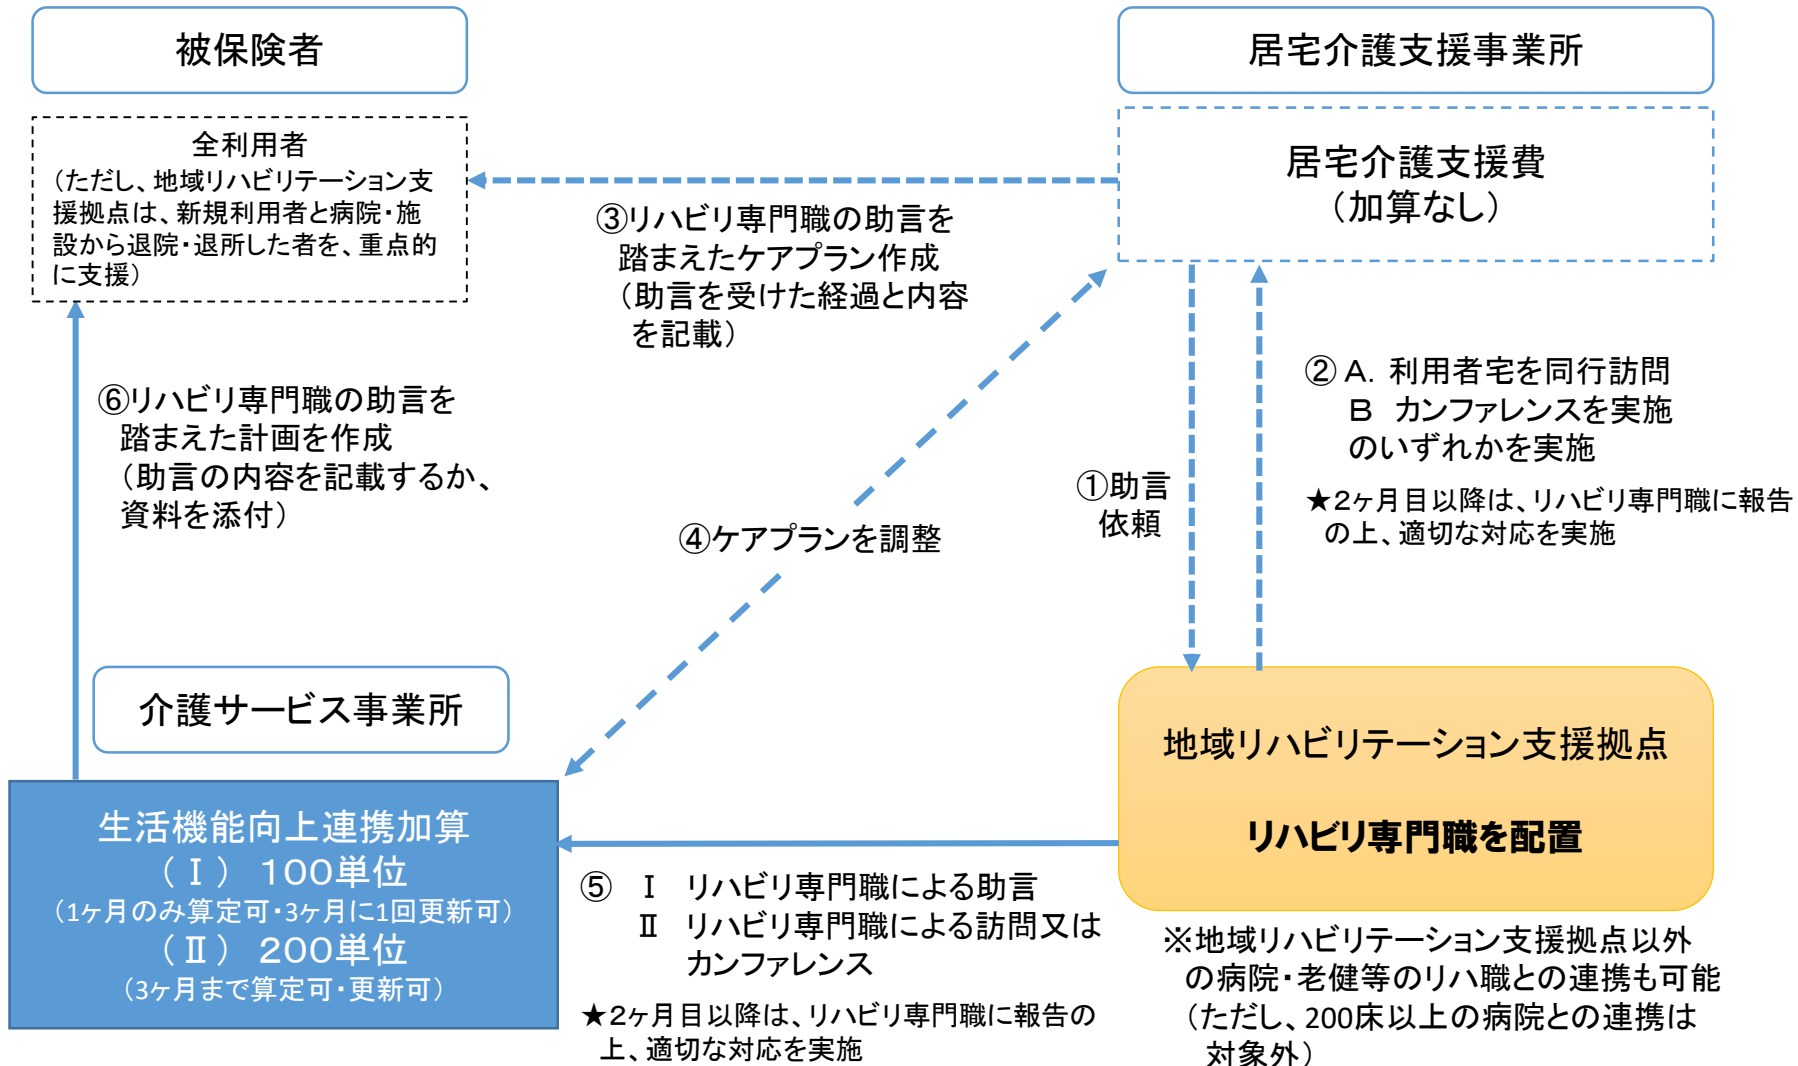 被保険者
居宅介護支援事業所
全利用者
（ただし、地域リハビリテーション支
援拠点は、新規利用者と病院・施
設から退院・退所した者を、重点的
に支援）
居宅介護支援費
（加算なし）
③リハビリ専門職の助言を
踏まえたケアプラン作成
（助言を受けた経過と内容
を記載）
② A．利用者宅を同行訪問
B　カンファレンスを実施
のいずれかを実施
★2ヶ月目以降は、リハビリ専門職に報告
の上、適切な対応を実施
⑥リハビリ専門職の助言を
踏まえた計画を作成
（助言の内容を記載するか、
資料を添付）
①助言
依頼
④ケアプランを調整
介護サービス事業所
地域リハビリテーション支援拠点
リハビリ専門職を配置
生活機能向上連携加算
（Ⅰ） 100単位
（1ヶ月のみ算定可・3ヶ月に1回更新可）
（Ⅱ） 200単位
（3ヶ月まで算定可・更新可）
⑤　Ⅰ　リハビリ専門職による助言
Ⅱ　リハビリ専門職による訪問又は
カンファレンス
★2ヶ月目以降は、リハビリ専門職に報告の
上、適切な対応を実施
※地域リハビリテーション支援拠点以外
の病院・老健等のリハ職との連携も可能
（ただし、200床以上の病院との連携は
対象外）